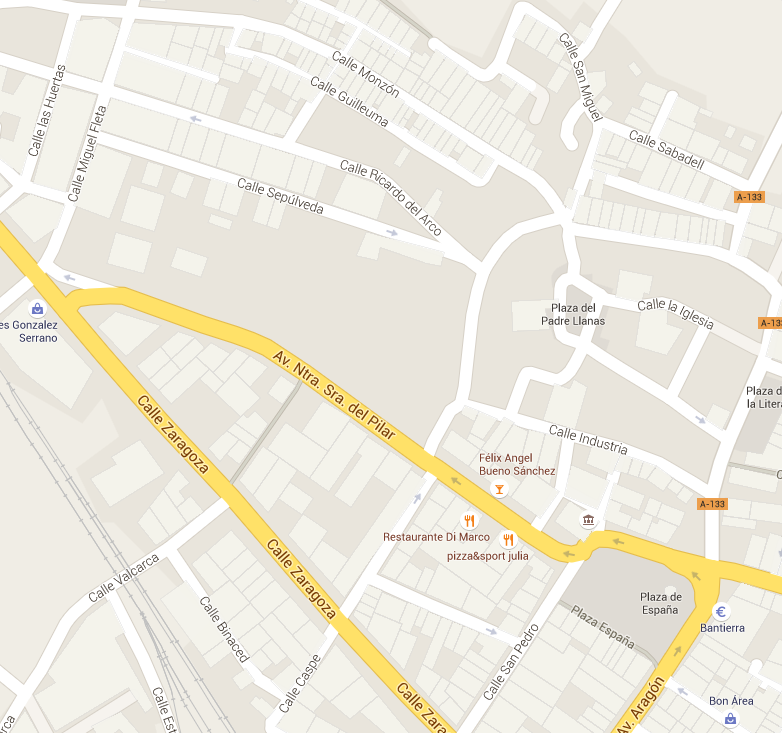 Calle San Miguel
Calle Monzón
Calle las Huertas
Calle Guilleuma
Calle Miguel Fleta
Calle Sabadell
Calle Ricardo del Arco
A-133
Calle Sepúlveda
Plaza del
Padre Llanas
Calle la Iglesia
A-133
es Gonzalez
Serrano
Av. Ntra. Sra. del Pilar
Plaza d
la Litera
Calle Zaragoza
Calle Industria
Félix Angel
Bueno Sánchez
A-133
Restaurante Di Marco
pizza&sport julia
Calle Zaragoza
Calle Valcarca
Plaza de
España
€
Bantierra
Plaza España
Calle Binaced
Calle San Pedro
Calle Caspe
Calle Est
Calle Zara
Av. Aragón
Bon Área
arca